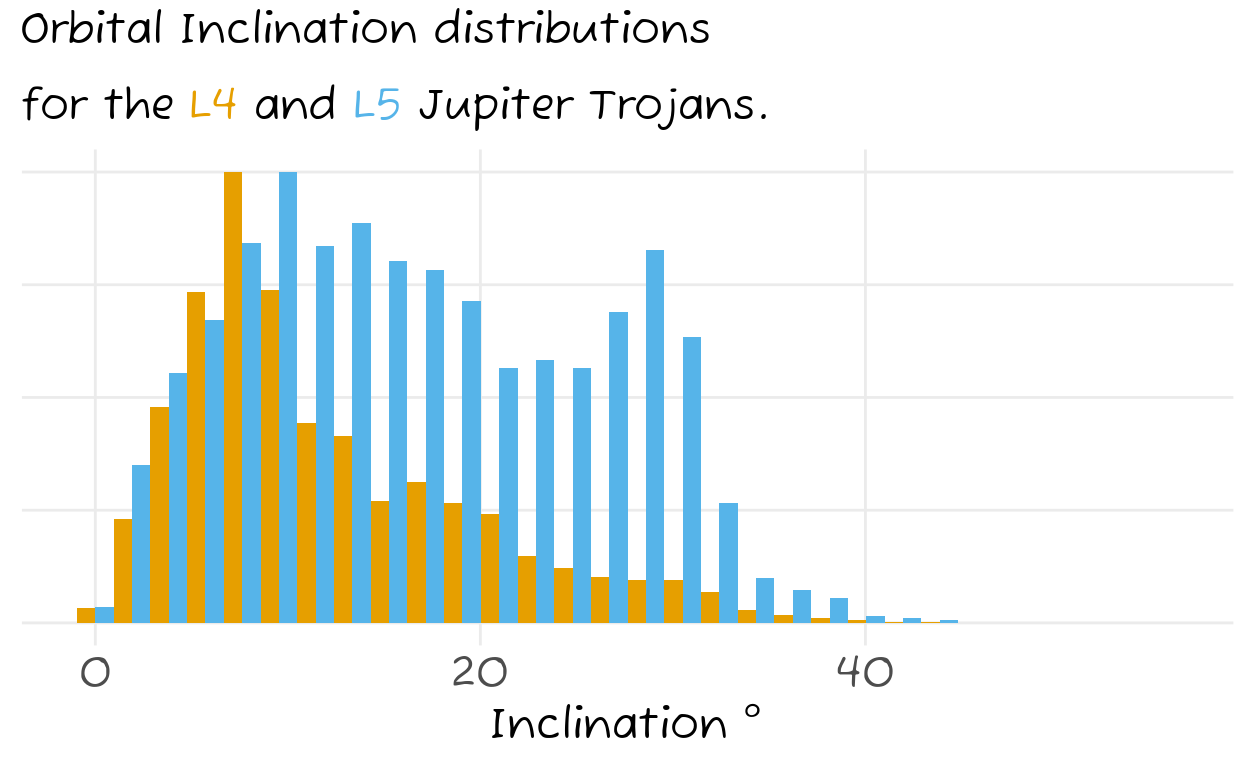 Orbital Inclination distributions
for the L4 and L5 Jupiter Trojans.
0 20 40
Inclination °